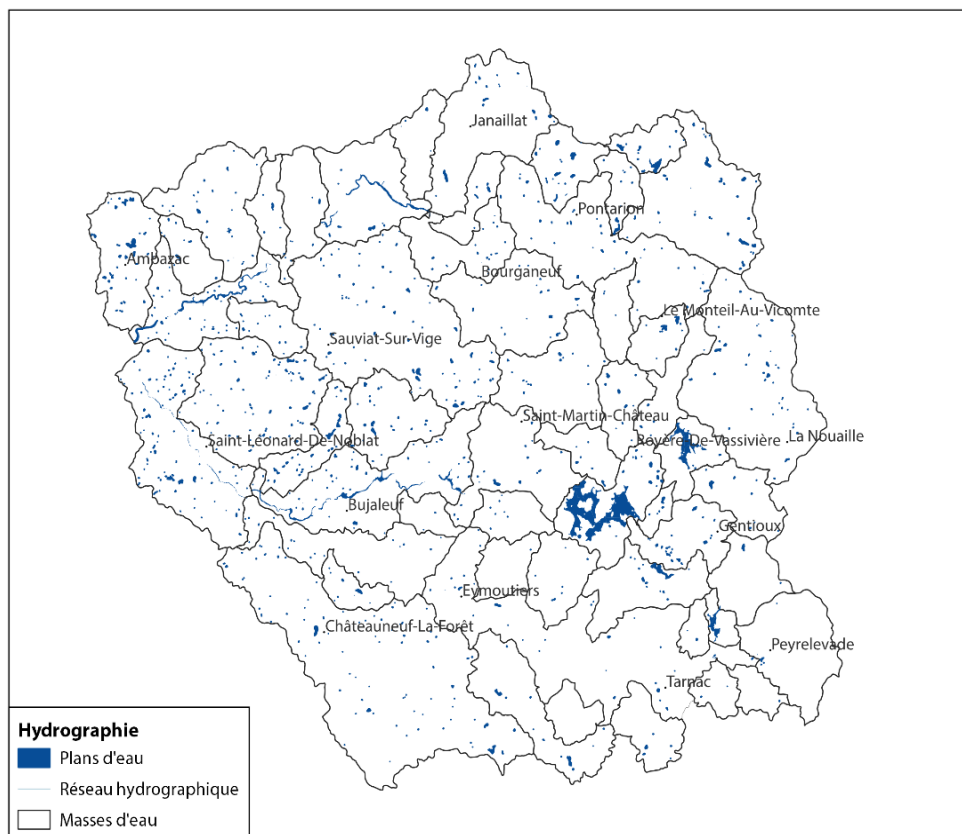 Janaillat
Pontarion
Ambazac
Bourganeuf
Le Monteil-Au-Vicomte
Sauviat-Sur-Vige
Saint-Martin-Château
Saint-Léonard-De-Noblat
Royère-De-Vassivière
La Nouaille
Bujaleuf
Gentioux
Eymoutiers
Châteauneuf-La-Forêt
Peyrelevade
Tarnac
Hydrographie
Plans d'eau
Réseau hydrographique
Masses d'eau